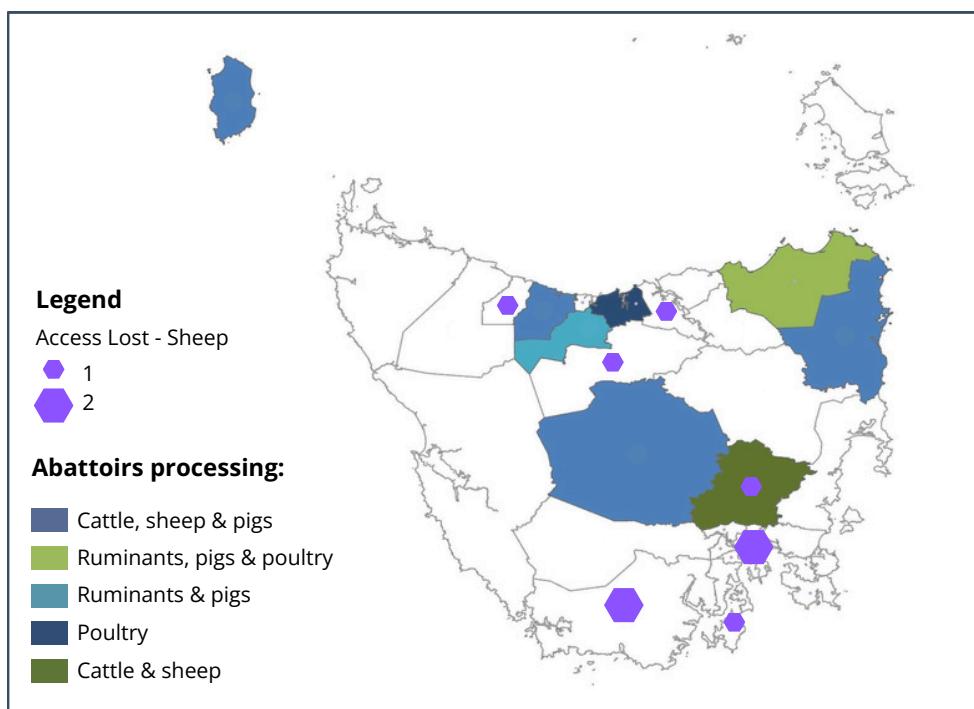 Legend
Access Lost - Sheep
1
2
Abattoirs processing:
Cattle, sheep & pigs
Ruminants, pigs & poultry
Ruminants & pigs
Poultry
Cattle & sheep